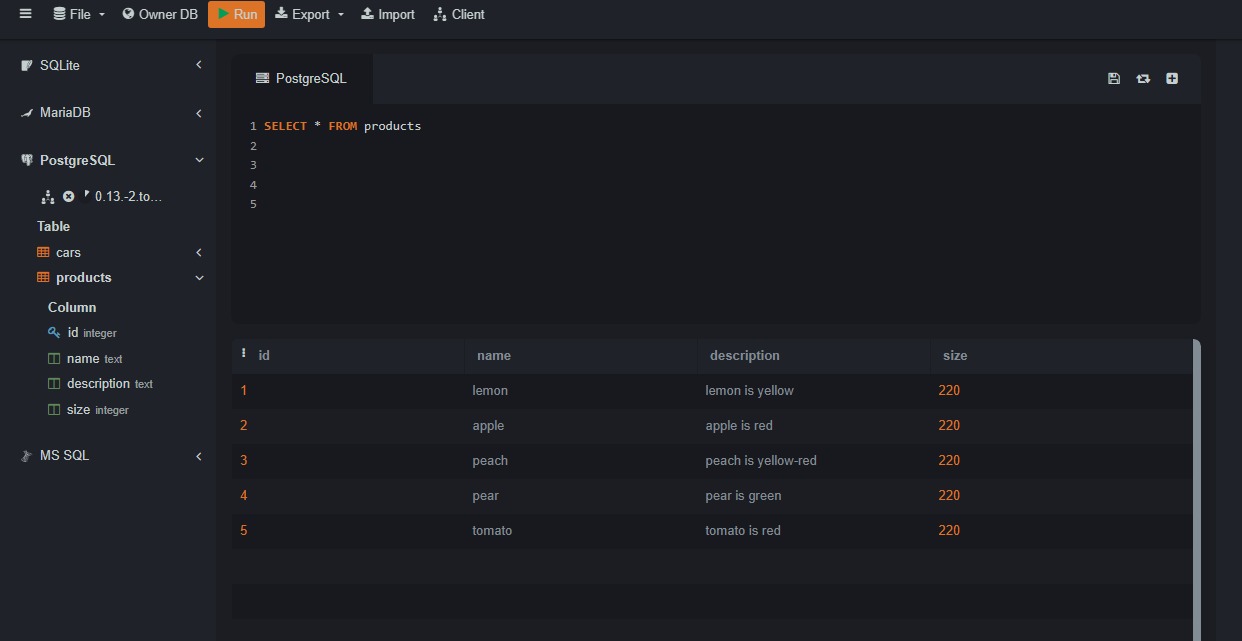 File Owner DB Run Export Import Client
SQLite
MariaDB
PostgreSQL
0.13.-2.to...
Table
cars
products
Column
id integer
name text
description text
size integer
MS SQL
PostgreSQL
1 SELECT * FROM products
2
3
4
5
id name description size
1 lemon lemon is yellow 220
2 apple apple is red 220
3 peach peach is yellow-red 220
4 pear pear is green 220
5 tomato tomato is red 220